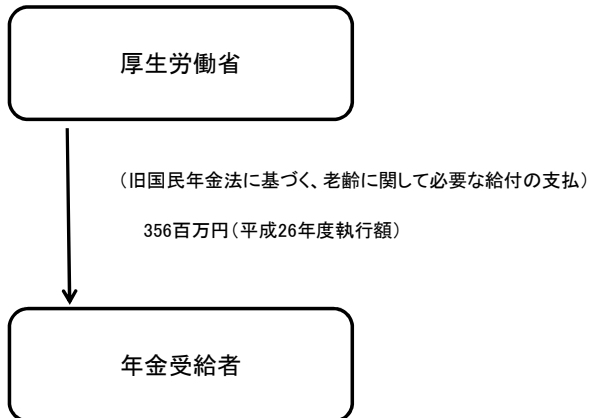 厚生労働省
（旧国民年金法に基づく、老齢に関して必要な給付の支払）
356百万円（平成26年度執行額）
年金受給者